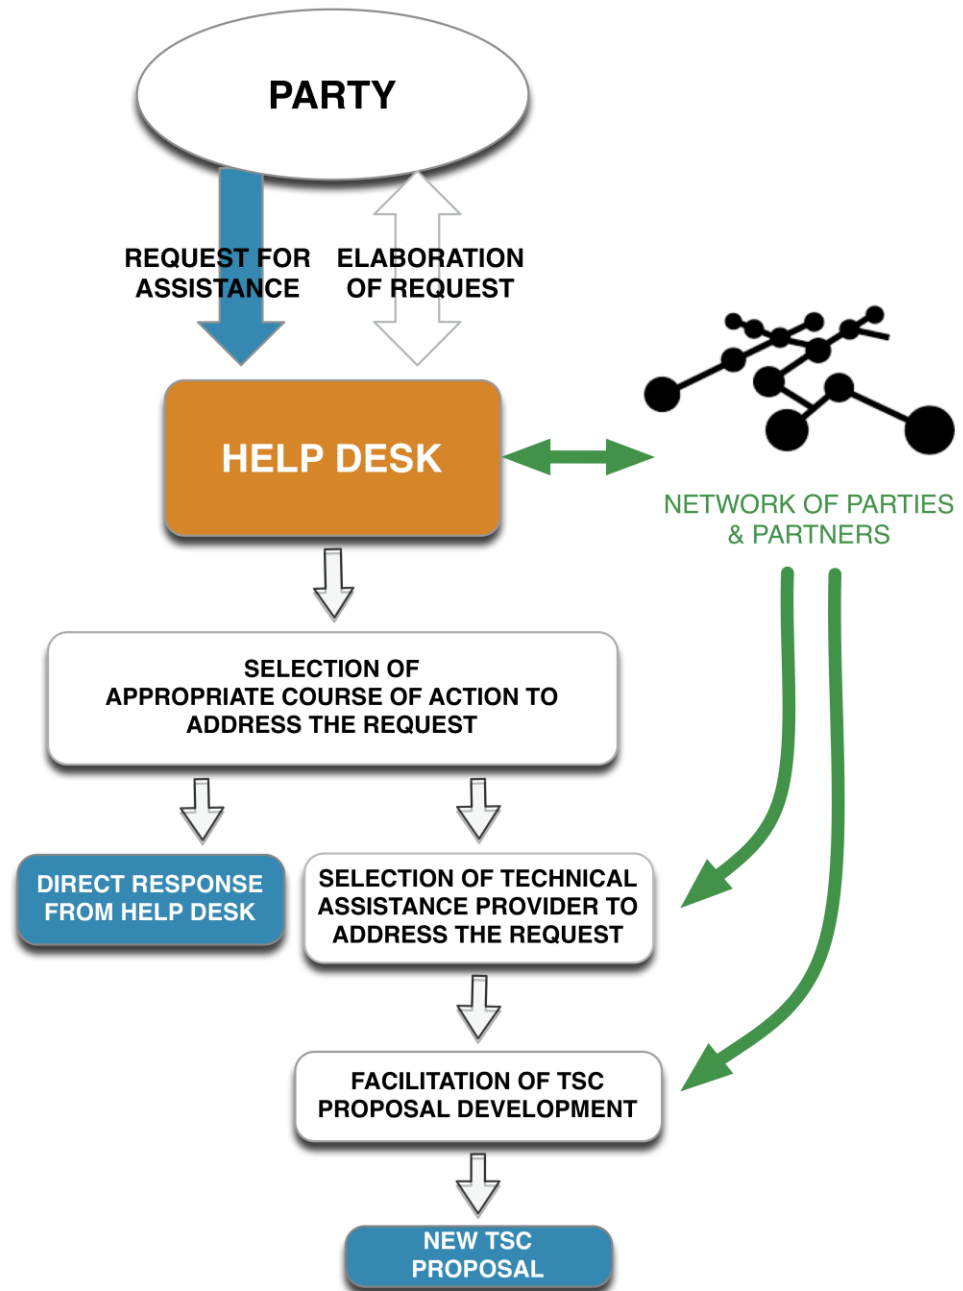 PARTY
REQUEST FOR
ASSISTANCE
ELABORATION
OF REQUEST
HELP DESK
NETWORK OF PARTIES
& PARTNERS
SELECTION OF
APPROPRIATE COURSE OF ACTION TO
ADDRESS THE REQUEST
DIRECT RESPONSE
FROM HELP DESK
SELECTION OF TECHNICAL
ASSISTANCE PROVIDER TO
ADDRESS THE REQUEST
FACILITATION OF TSC
PROPOSAL DEVELOPMENT
NEW TSC
PROPOSAL